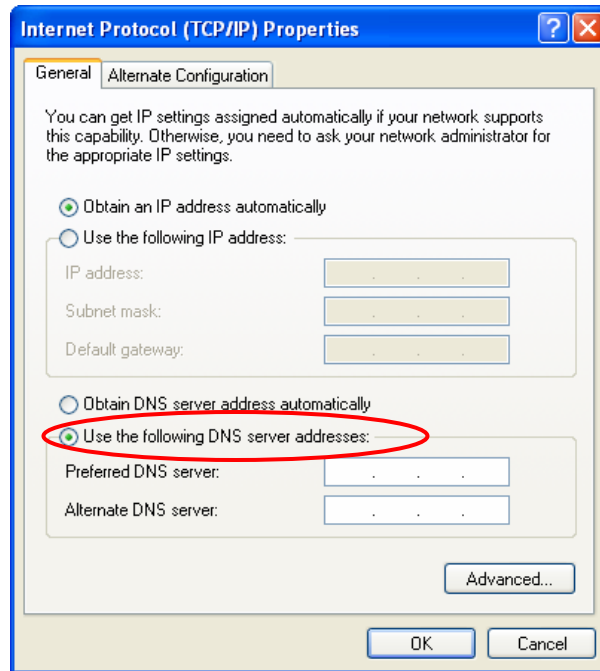 Internet Protocol (TCP/IP) Properties
General
Alternate Configuration
You can get IP settings assigned automatically if your network supports
this capability. Otherwise, you need to ask your network administrator for
the appropriate IP settings.
Obtain an IP address automatically
Use the following IP address:
IP address:
Subnet mask:
Default gateway:
Obtain DNS server address automatically
Use the following DNS server addresses:
Preferred DNS server:
Alternate DNS server:
Advanced...
OK
Cancel